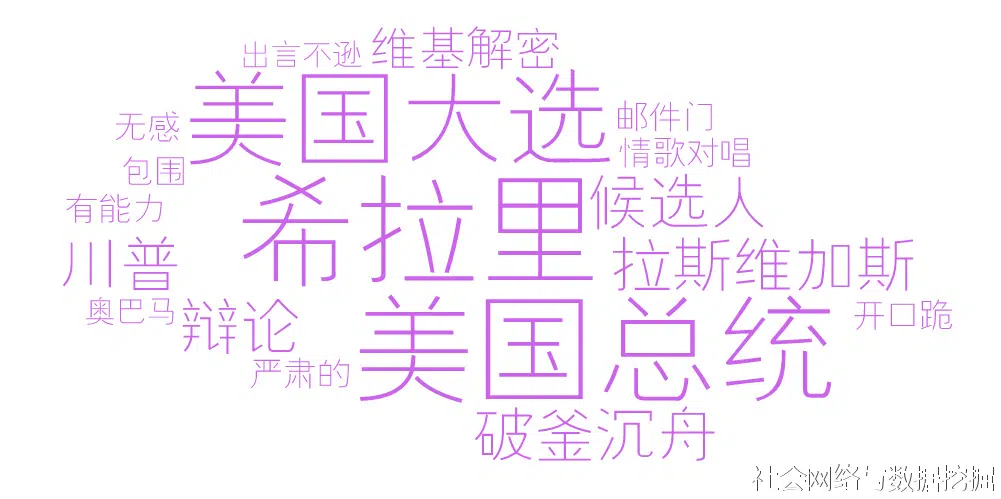 出言不逊
维基解密
美国大选
邮件门
无感
情歌对唱
包围
希拉里
候选人
有能力
川普
拉斯维加斯
奥巴马
辩论
美国总统
开口跪
严肃的
破釜沉舟
社会网络与数据挖掘